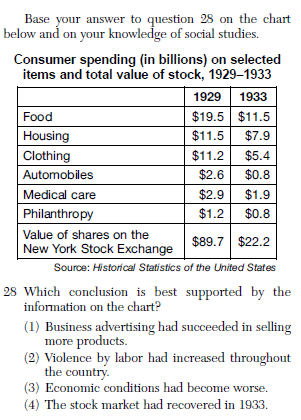 Base your answer to question 28 on the chart
below and on your knowledge of social studies.
Consumer spending (in billions) on selected
items and total value of stock, 1929–1933
1929 1933
Food $19.5 $11.5
Housing $11.5 $7.9
Clothing $11.2 $5.4
Automobiles $2.6 $0.8
Medical care $2.9 $1.9
Philanthropy $1.2 $0.8
Value of shares on the
New York Stock Exchange $89.7 $22.2
Source: Historical Statistics of the United States
28 Which conclusion is best supported by the
information on the chart?
(1) Business advertising had succeeded in selling
more products.
(2) Violence by labor had increased throughout
the country.
(3) Economic conditions had become worse.
(4) The stock market had recovered in 1933.